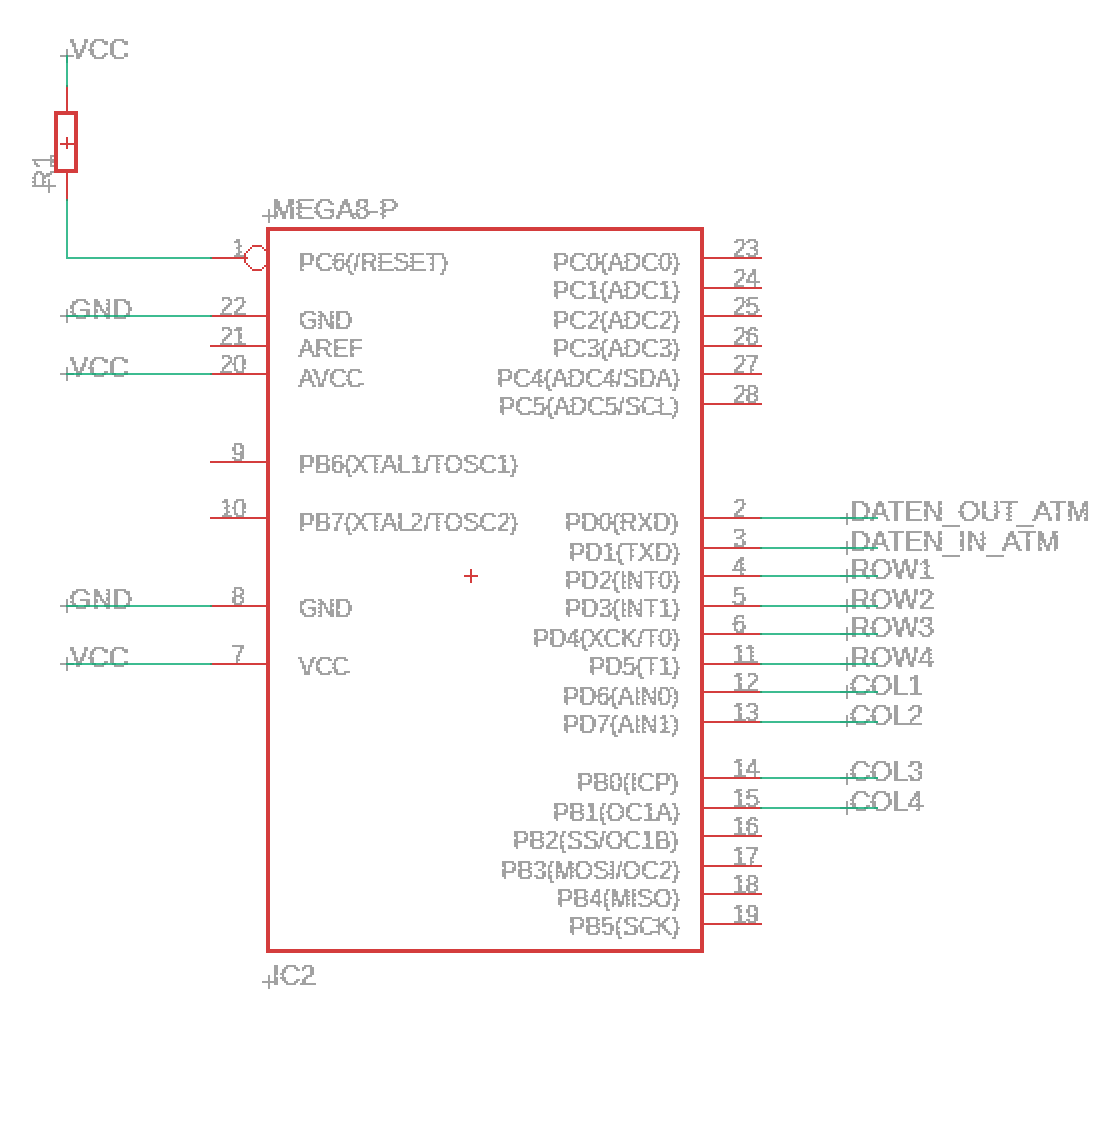 VCC
R1
MEGA8-P
1 PC6(/RESET) PC0(ADC0) 23
PC1(ADC1) 24
GND 22 GND PC2(ADC2) 25
21 AREF PC3(ADC3) 26
VCC 20 AVCC PC4(ADC4/SDA) 27
PC5(ADC5/SCL) 28
9 PB6(XTAL1/TOSC1)
10 PB7(XTAL2/TOSC2) PD0(RXD) 2 DATEN_OUT_ATM
PD1(TXD) 3 DATEN_IN_ATM
PD2(INT0) 4 ROW1
GND 8 GND PD3(INT1) 5 ROW2
PD4(XCK/T0) 6 ROW3
VCC 7 VCC PD5(T1) 11 ROW4
PD6(AIN0) 12 COL1
PD7(AIN1) 13 COL2
PB0(ICP) 14 COL3
PB1(OC1A) 15 COL4
PB2(SS/OC1B) 16
PB3(MOSI/OC2) 17
PB4(MISO) 18
PB5(SCK) 19
IC2